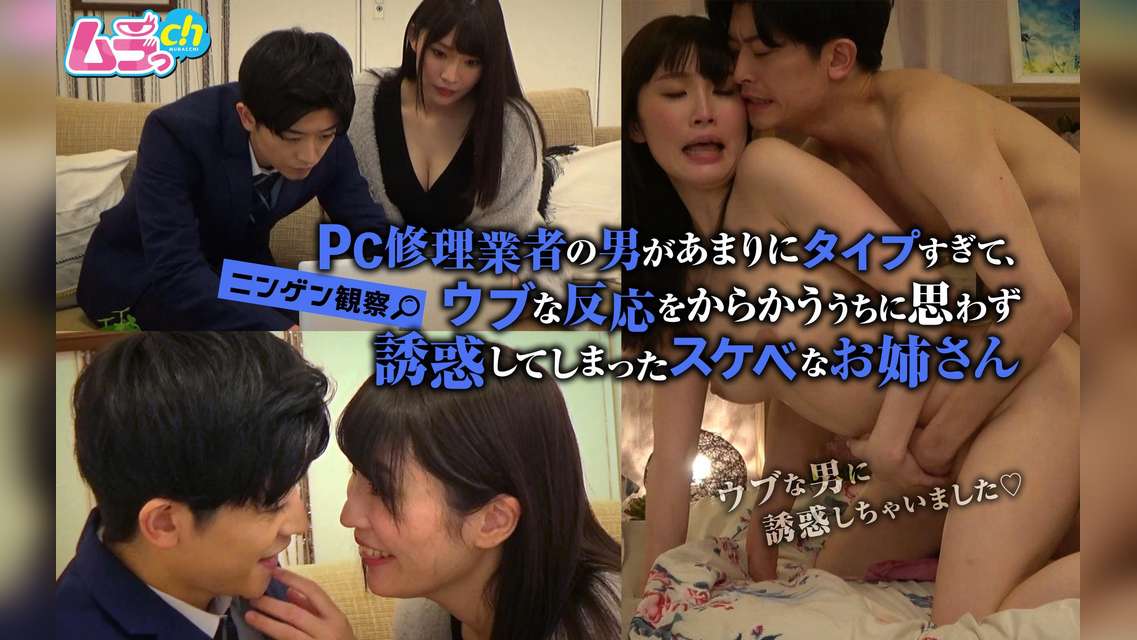 ムラっch
MURACCHI
PC修理業者の男があまりにタイプすぎて、
ニンゲン観察
ウブな反応をからかううちに思わず
誘惑してしまったスケベなお姉さん
ウブな男に
誘惑しちゃいました♡